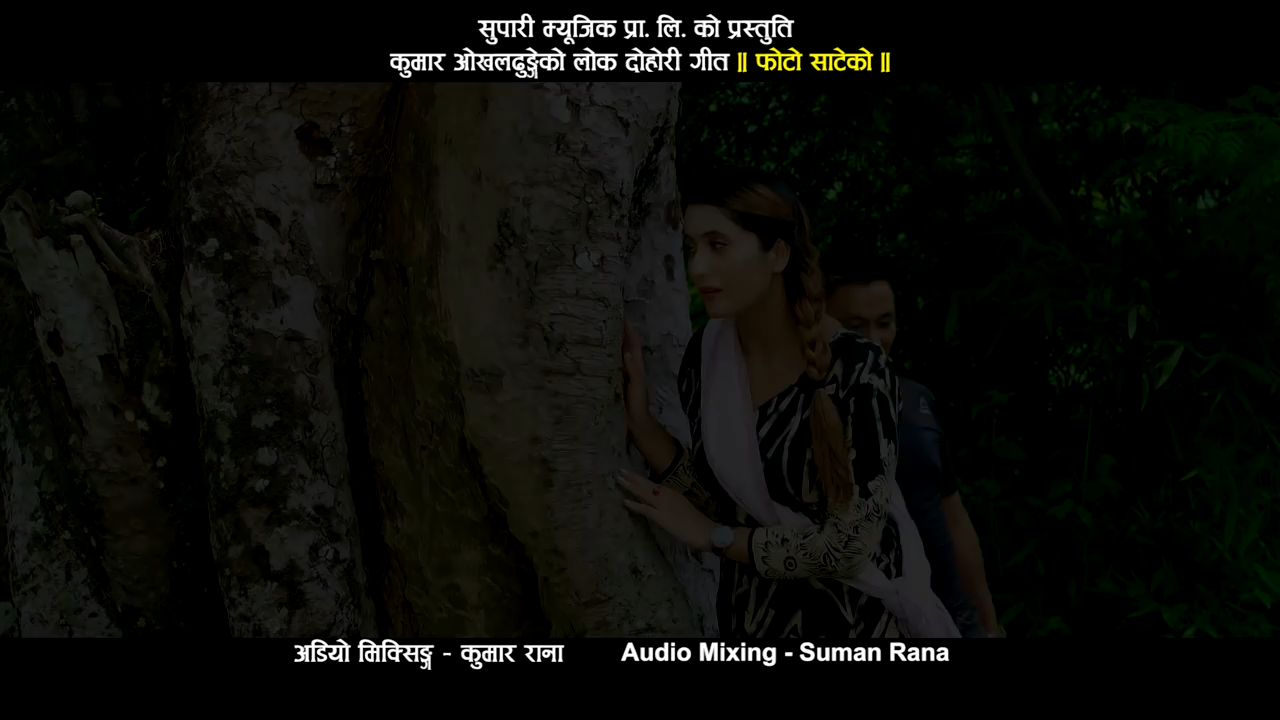 सुपारी म्यूजिक प्रा. लि. को प्रस्तुति
कुमार ओखलढुङ्गेको लोक दोहोरी गीत ॥ फोटो साटेको ॥
अडियो मिक्सिङ्ग - कुमार राना Audio Mixing - Suman Rana